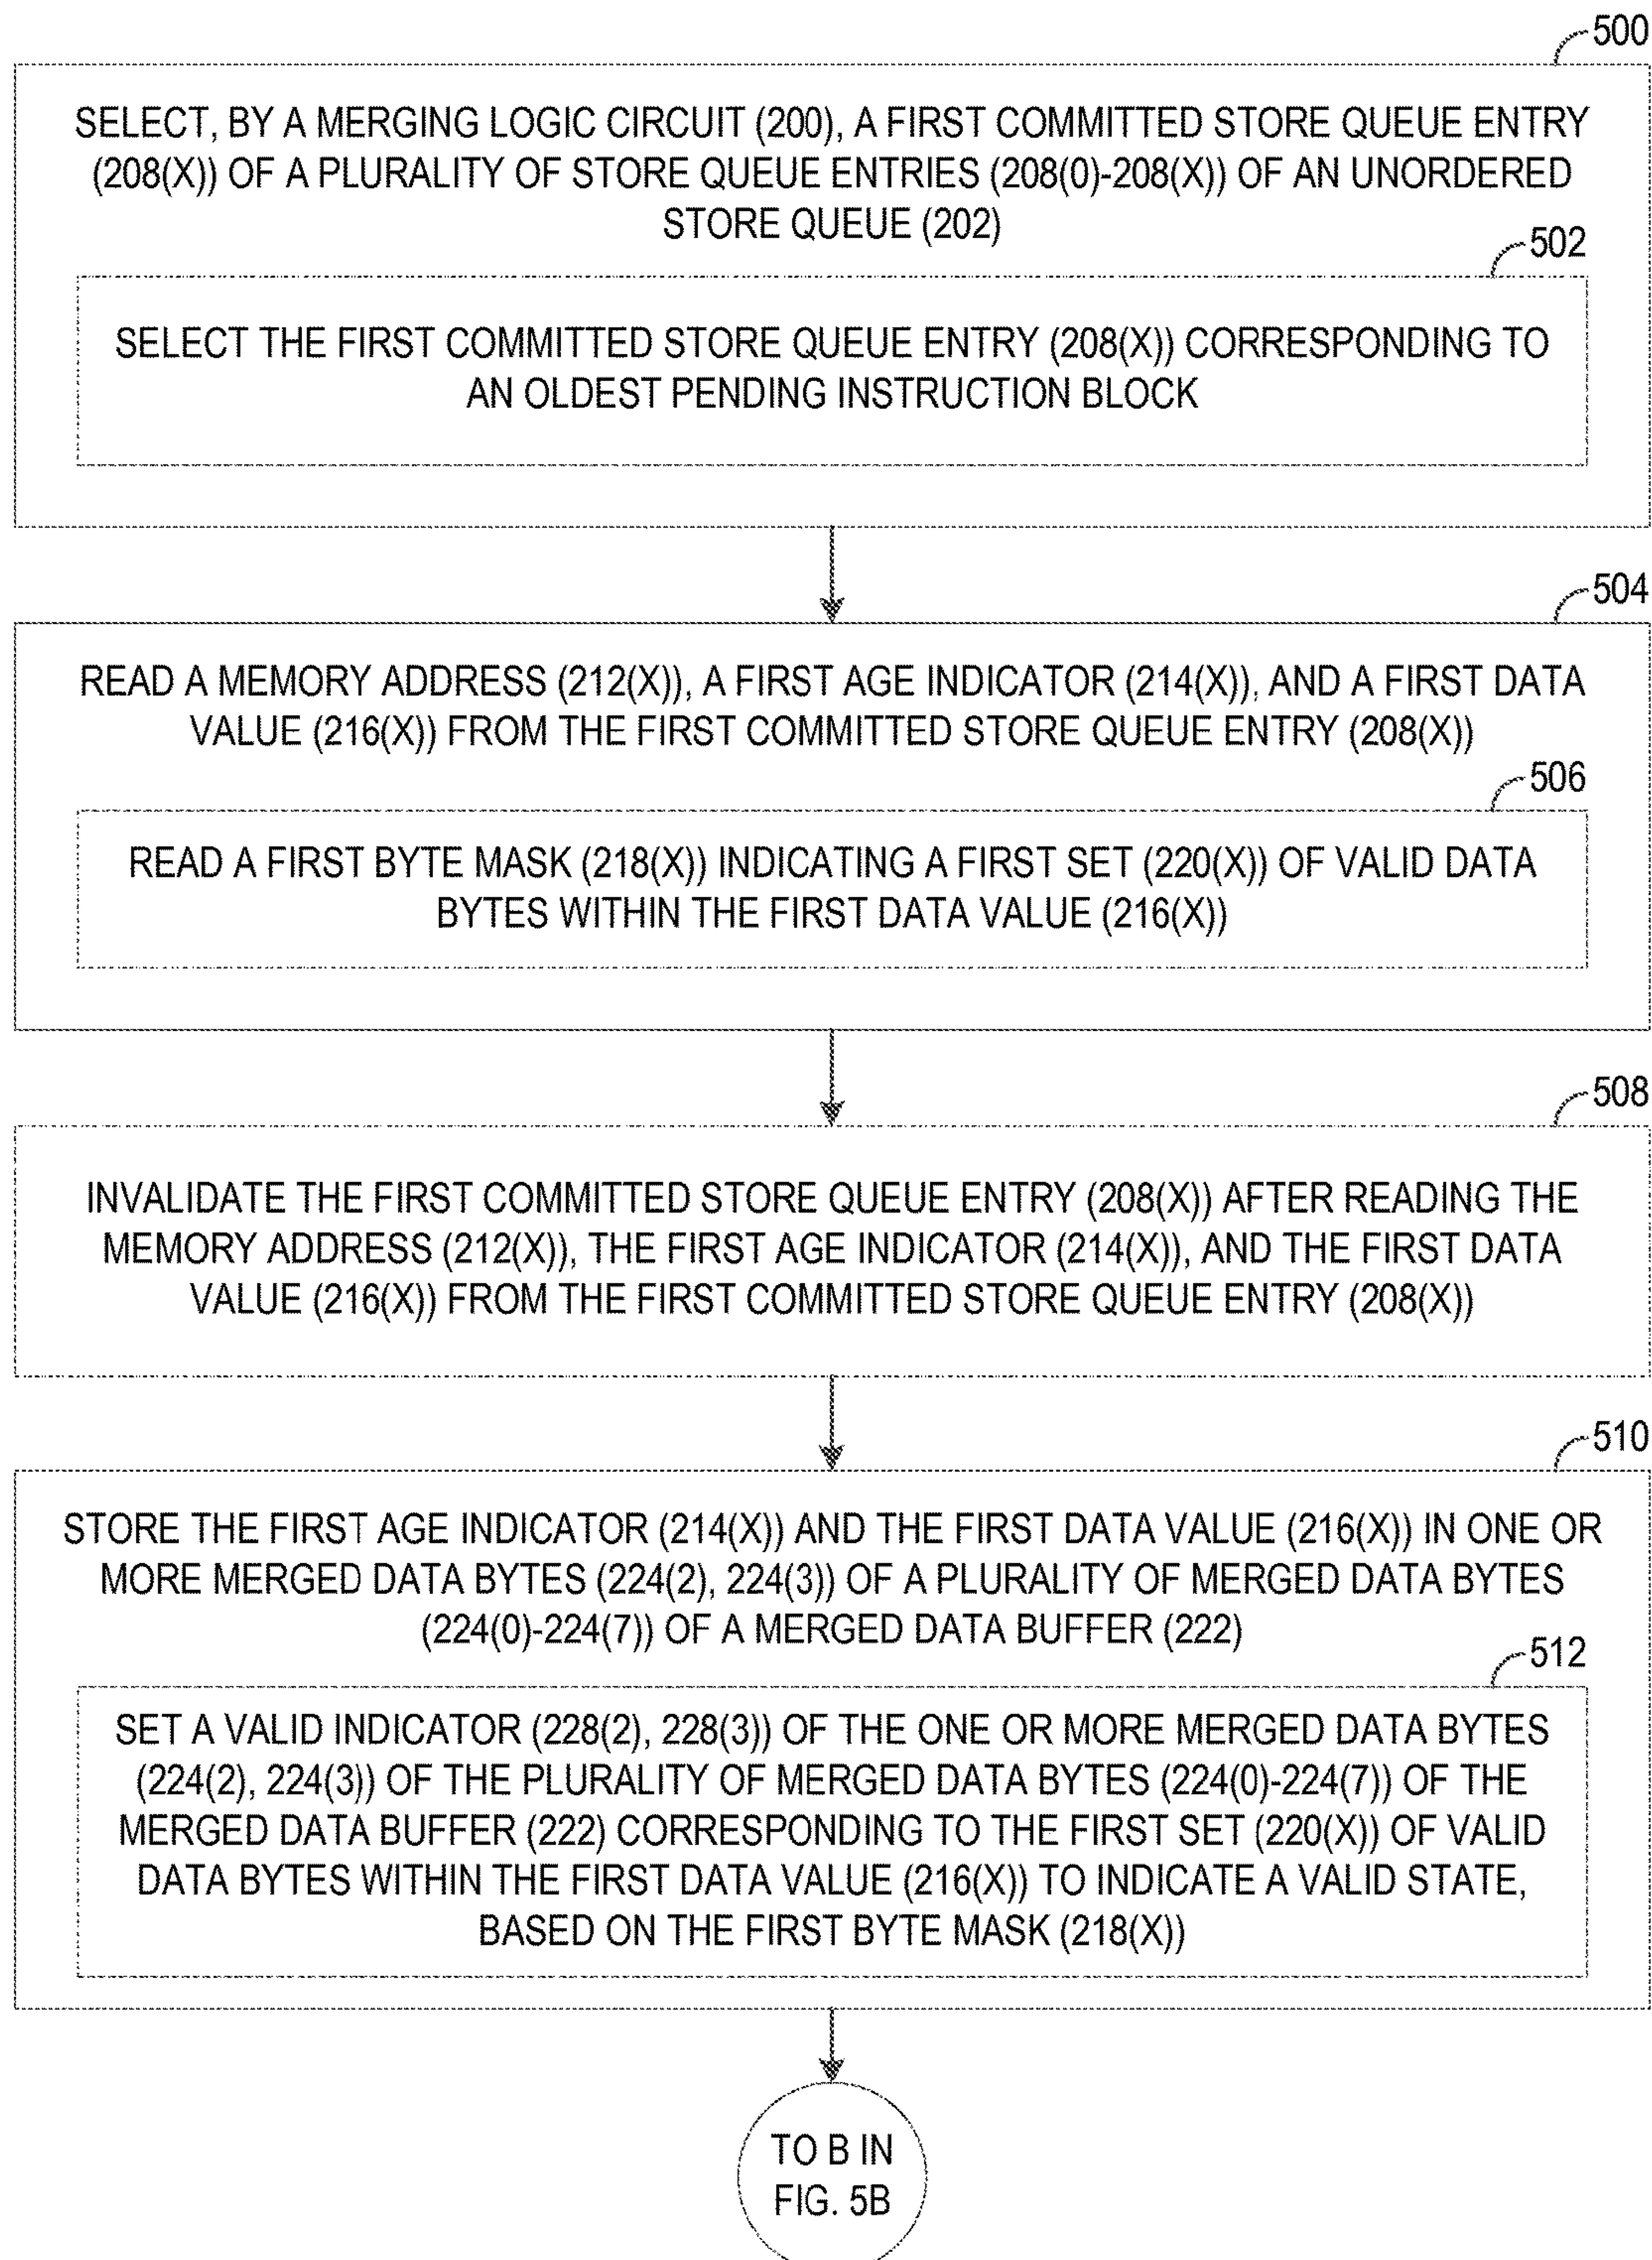 500
SELECT, BY A MERGING LOGIC CIRCUIT (200), A FIRST COMMITTED STORE QUEUE ENTRY
(208(X)) OF A PLURALITY OF STORE QUEUE ENTRIES (208(0)-208(X)) OF AN UNORDERED
STORE QUEUE (202)
502
SELECT THE FIRST COMMITTED STORE QUEUE ENTRY (208(X)) CORRESPONDING TO
AN OLDEST PENDING INSTRUCTION BLOCK
504
READ A MEMORY ADDRESS (212(X)), A FIRST AGE INDICATOR (214(X)), AND A FIRST DATA
VALUE (216(X)) FROM THE FIRST COMMITTED STORE QUEUE ENTRY (208(X))
506
READ A FIRST BYTE MASK (218(X)) INDICATING A FIRST SET (220(X)) OF VALID DATA
BYTES WITHIN THE FIRST DATA VALUE (216(X))
508
INVALIDATE THE FIRST COMMITTED STORE QUEUE ENTRY (208(X)) AFTER READING THE
MEMORY ADDRESS (212(X)), THE FIRST AGE INDICATOR (214(X)), AND THE FIRST DATA
VALUE (216(X)) FROM THE FIRST COMMITTED STORE QUEUE ENTRY (208(X))
510
STORE THE FIRST AGE INDICATOR (214(X)) AND THE FIRST DATA VALUE (216(X)) IN ONE OR
MORE MERGED DATA BYTES (224(2), 224(3)) OF A PLURALITY OF MERGED DATA BYTES
(224(0)-224(7)) OF A MERGED DATA BUFFER (222)
512
SET A VALID INDICATOR (228(2), 228(3)) OF THE ONE OR MORE MERGED DATA BYTES
(224(2), 224(3)) OF THE PLURALITY OF MERGED DATA BYTES (224(0)-224(7)) OF THE
MERGED DATA BUFFER (222) CORRESPONDING TO THE FIRST SET (220(X)) OF VALID
DATA BYTES WITHIN THE FIRST DATA VALUE (216(X)) TO INDICATE A VALID STATE,
BASED ON THE FIRST BYTE MASK (218(X))
TO B IN
FIG. 5B